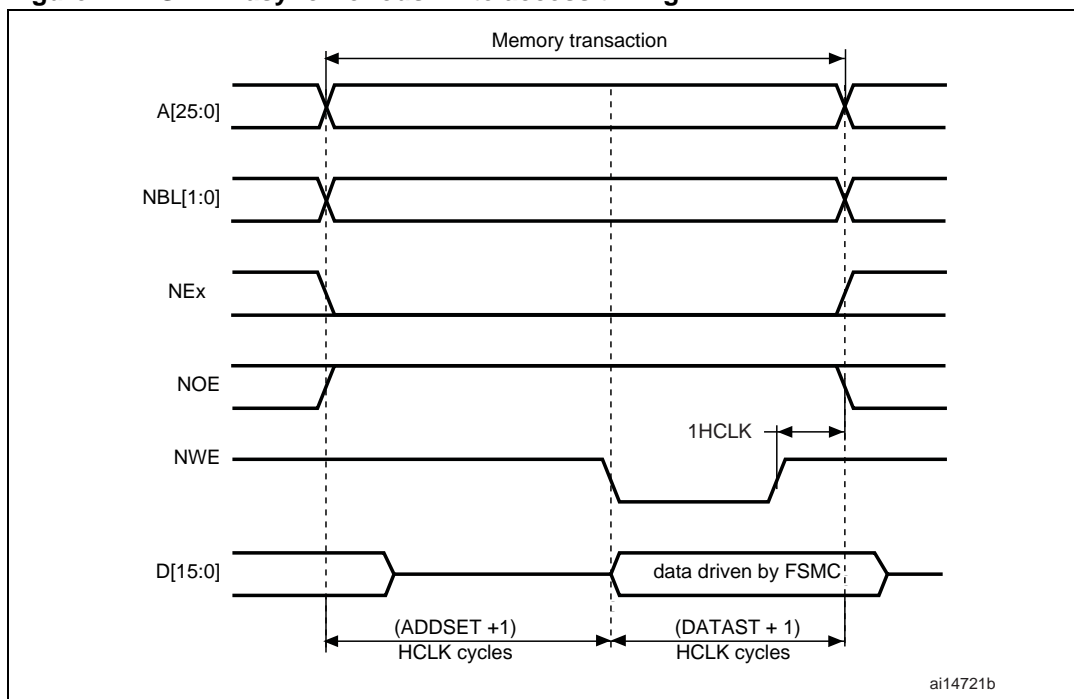 Memory transaction
A[25:0]
NBL[1:0]
NEx
NOE
1HCLK
NWE
D[15:0]
data driven by FSMC
(ADDSET +1)
HCLK cycles
(DATAST + 1)
HCLK cycles
ai14721b